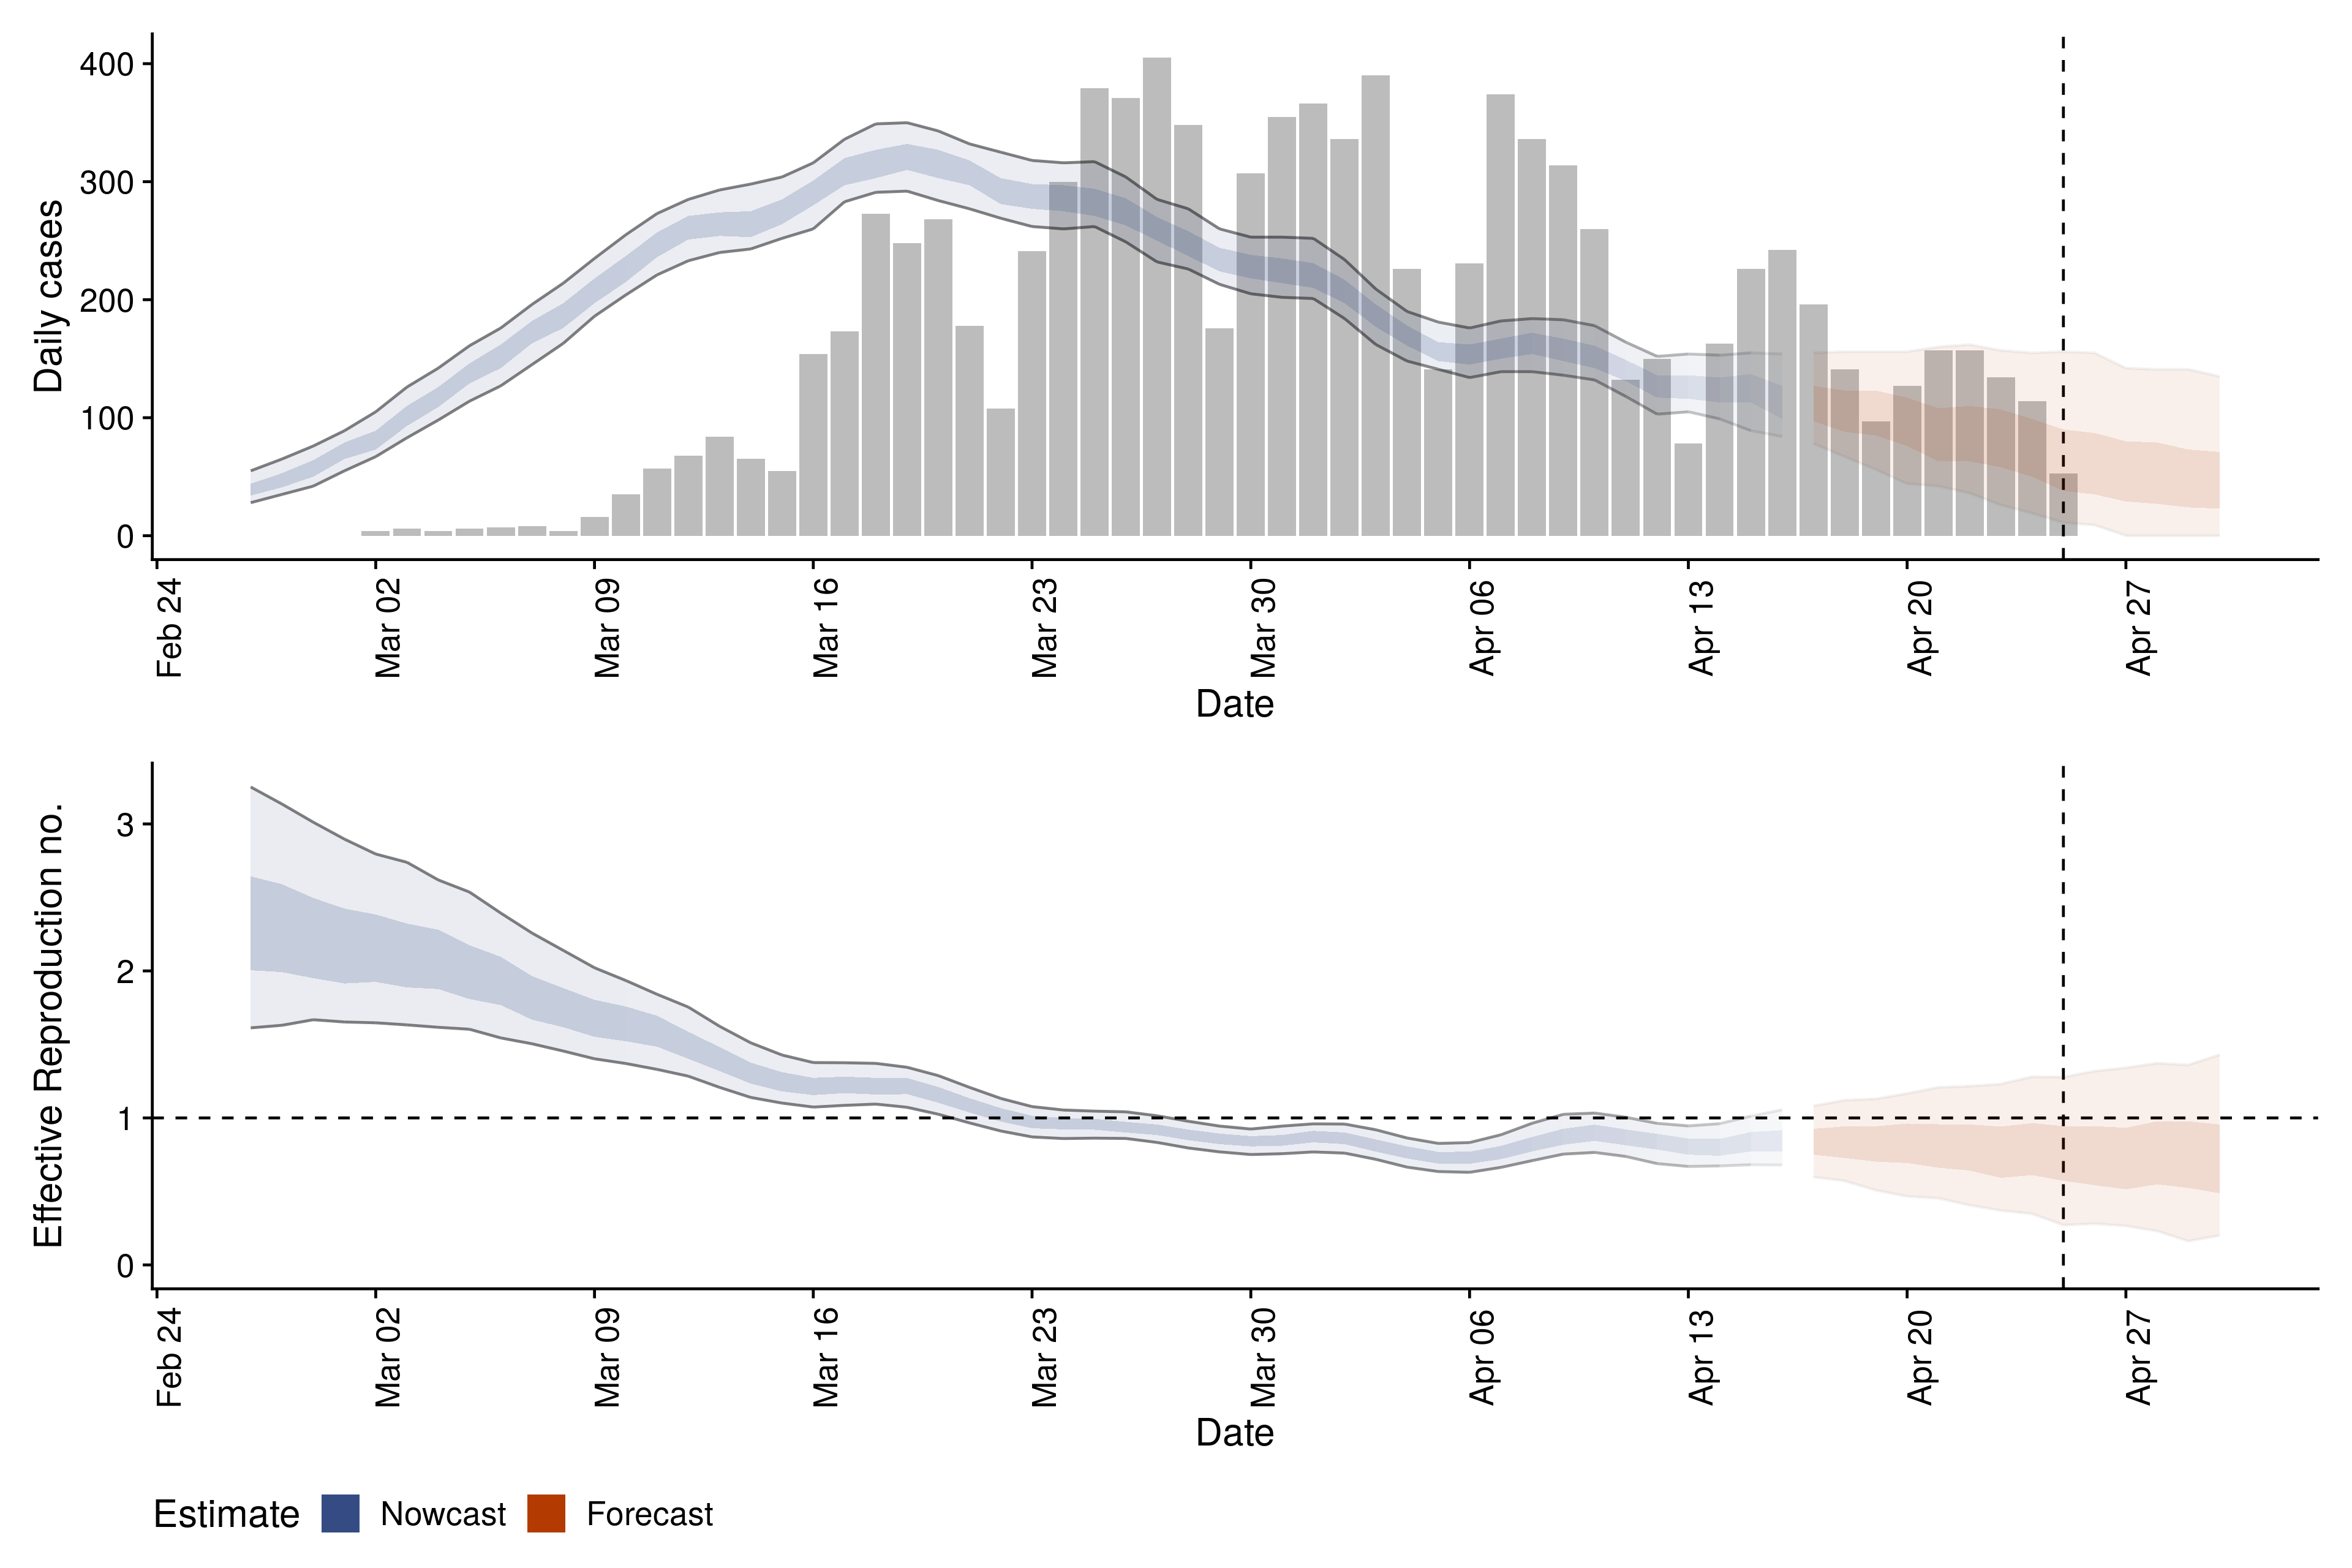 400
300
200
100
0
Daily cases
Feb 24
Mar 02
Mar 09
Mar 16
Mar 23
Mar 30
Apr 06
Apr 13
Apr 20
Apr 27
Date
3
2
1
0
Effective Reproduction no.
Feb 24
Mar 02
Mar 09
Mar 16
Mar 23
Mar 30
Apr 06
Apr 13
Apr 20
Apr 27
Date
Estimate Nowcast Forecast